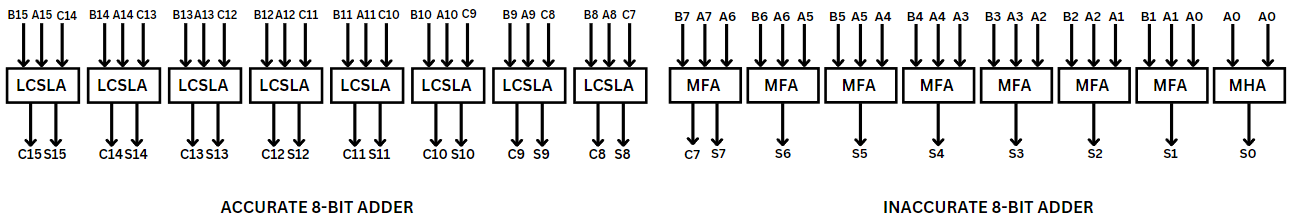 B15 A15 C14 B14 A14 C13 B13 A13 C12 B12 A12 C11 B11 A11 C10 B10 A10 C9 B9 A9 C8 B8 A8 C7 B7 A7 A6 B6 A6 A5 B5 A5 A4 B4 A4 A3 B3 A3 A2 B2 A2 A1 B1 A1 A0 A0 A0
LCSLA LCSLA LCSLA LCSLA LCSLA LCSLA LCSLA LCSLA MFA MFA MFA MFA MFA MFA MFA MHA
C15 S15 C14 S14 C13 S13 C12 S12 C11 S11 C10 S10 C9 S9 C8 S8 C7 S7 S6 S5 S4 S3 S2 S1 S0
ACCURATE 8-BIT ADDER INACCURATE 8-BIT ADDER